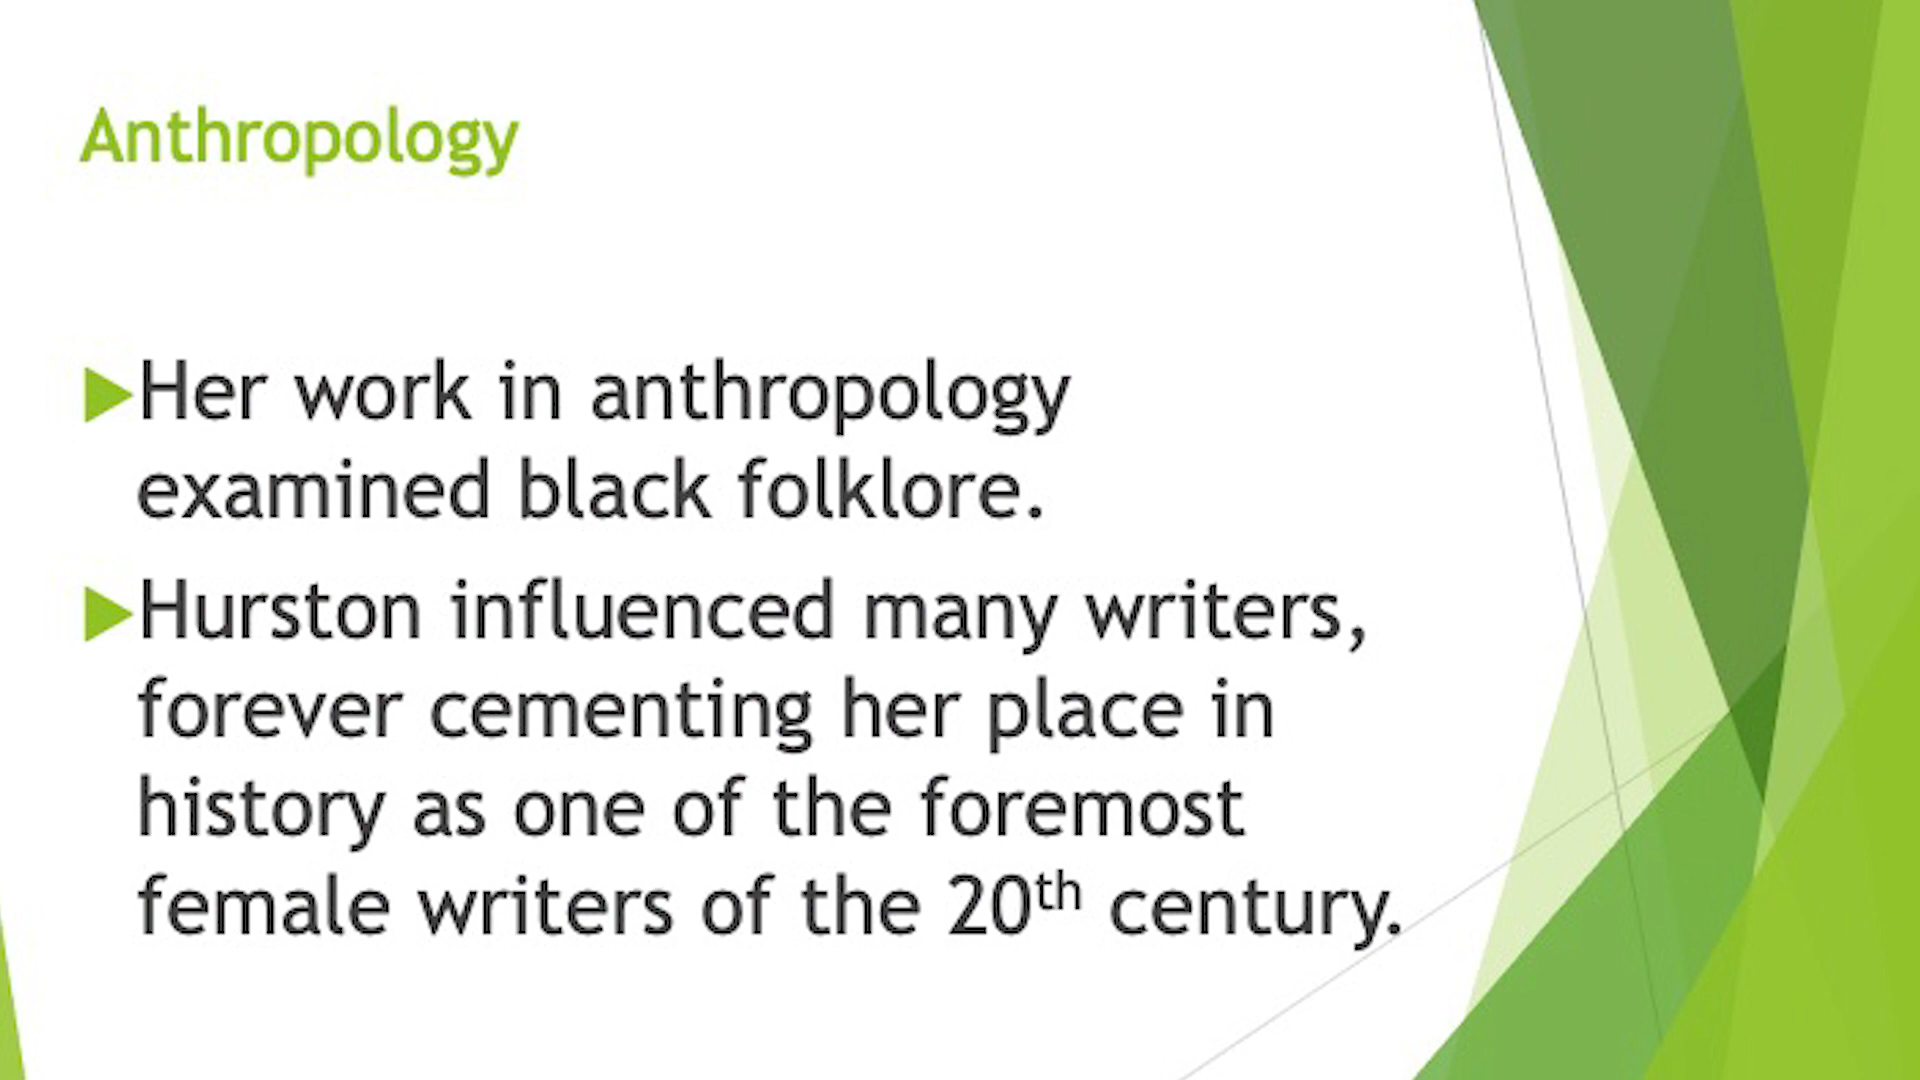 Anthropology
Her work in anthropology
examined black folklore.
Hurston influenced many writers,
forever cementing her place in
history as one of the foremost
female writers of the 20th century.